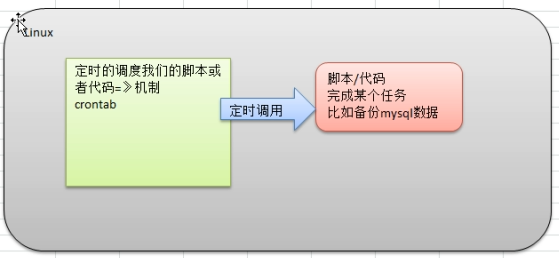 Linux
定时的调度我们的脚本或
者代码=》机制
crontab
定时调用
脚本/代码
完成某个任务
比如备份mysql数据